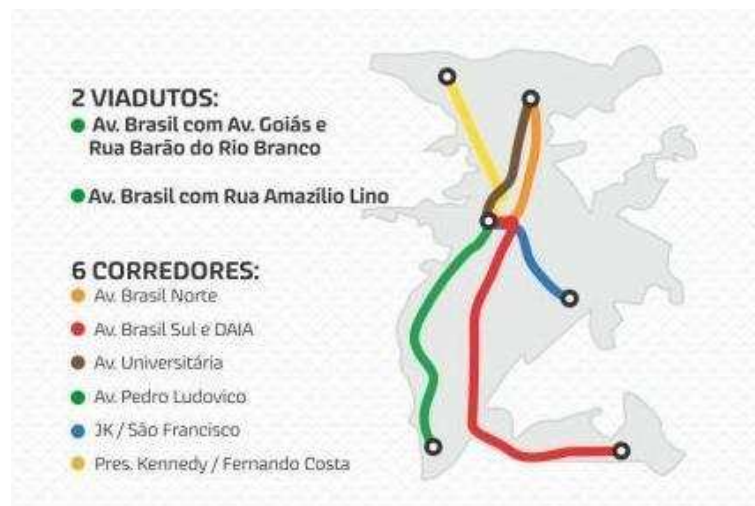 2 VIADUTOS:
Av. Brasil com Av. Goiás e
Rua Barão do Rio Branco
Av. Brasil com Rua Amazílio Lino
6 CORREDORES:
Av. Brasil Norte
Av. Brasil Sul e DAIA
Av. Universitária
Av. Pedro Ludovico
JK / São Francisco
Pres. Kennedy / Fernando Costa